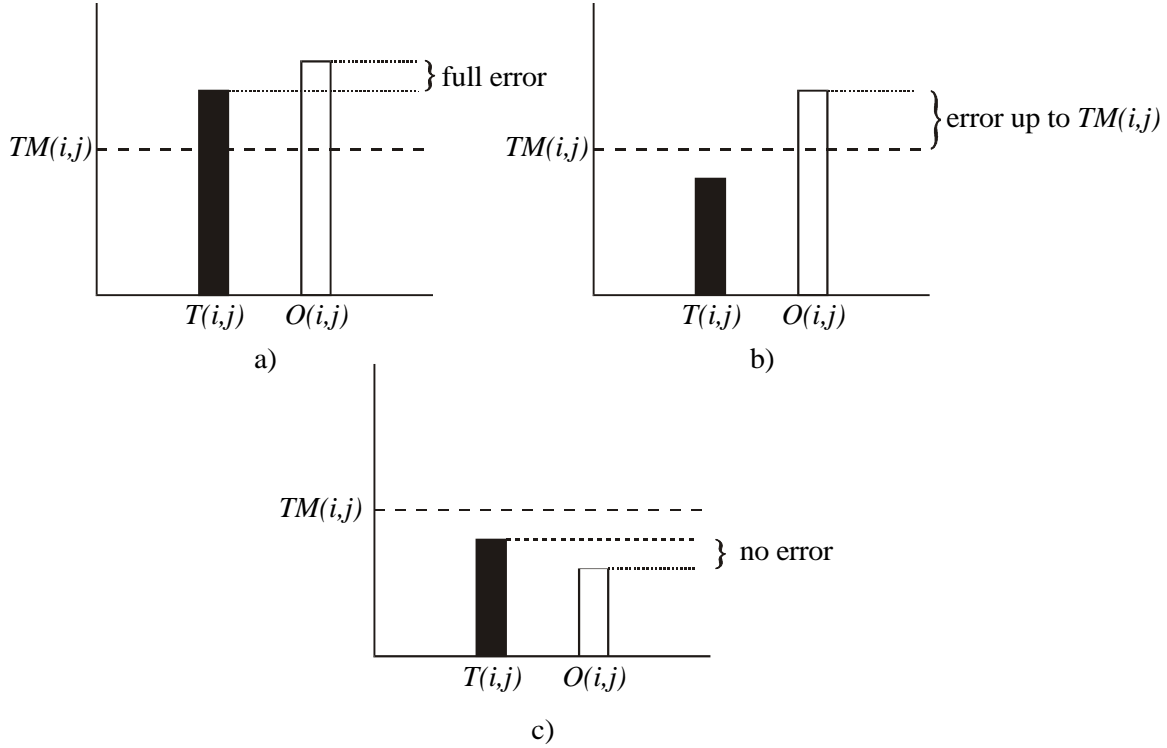 full error
TM(i,j)
T(i,j) O(i,j)
a)
error up to TM(i,j)
TM(i,j)
T(i,j) O(i,j)
b)
TM(i,j)
no error
T(i,j) O(i,j)
c)